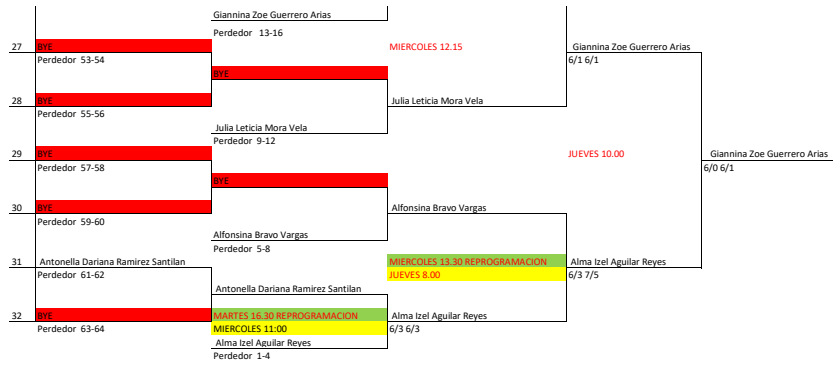 Giannina Zoe Guerrero Arias
Perdedor 13-16
27 BYE MIERCOLES 12.15 Giannina Zoe Guerrero Arias
Perdedor 53-54 6/1 6/1
BYE
28 BYE Julia Leticia Mora Vela
Perdedor 55-56
Julia Leticia Mora Vela
Perdedor 9-12
29 BYE JUEVES 10.00 Giannina Zoe Guerrero Arias
Perdedor 57-58 6/0 6/1
BYE
30 BYE Alfonsina Bravo Vargas
Perdedor 59-60
Alfonsina Bravo Vargas
Perdedor 5-8
31 Antonella Dariana Ramirez Santilan MIERCOLES 13.30 REPROGRAMACION Alma Izel Aguilar Reyes
Perdedor 61-62 JUEVES 8.00 6/3 7/5
Antonella Dariana Ramirez Santilan
32 BYE MARTES 16.30 REPROGRAMACION Alma Izel Aguilar Reyes
Perdedor 63-64 MIERCOLES 11:00 6/3 6/3
Alma Izel Aguilar Reyes
Perdedor 1-4